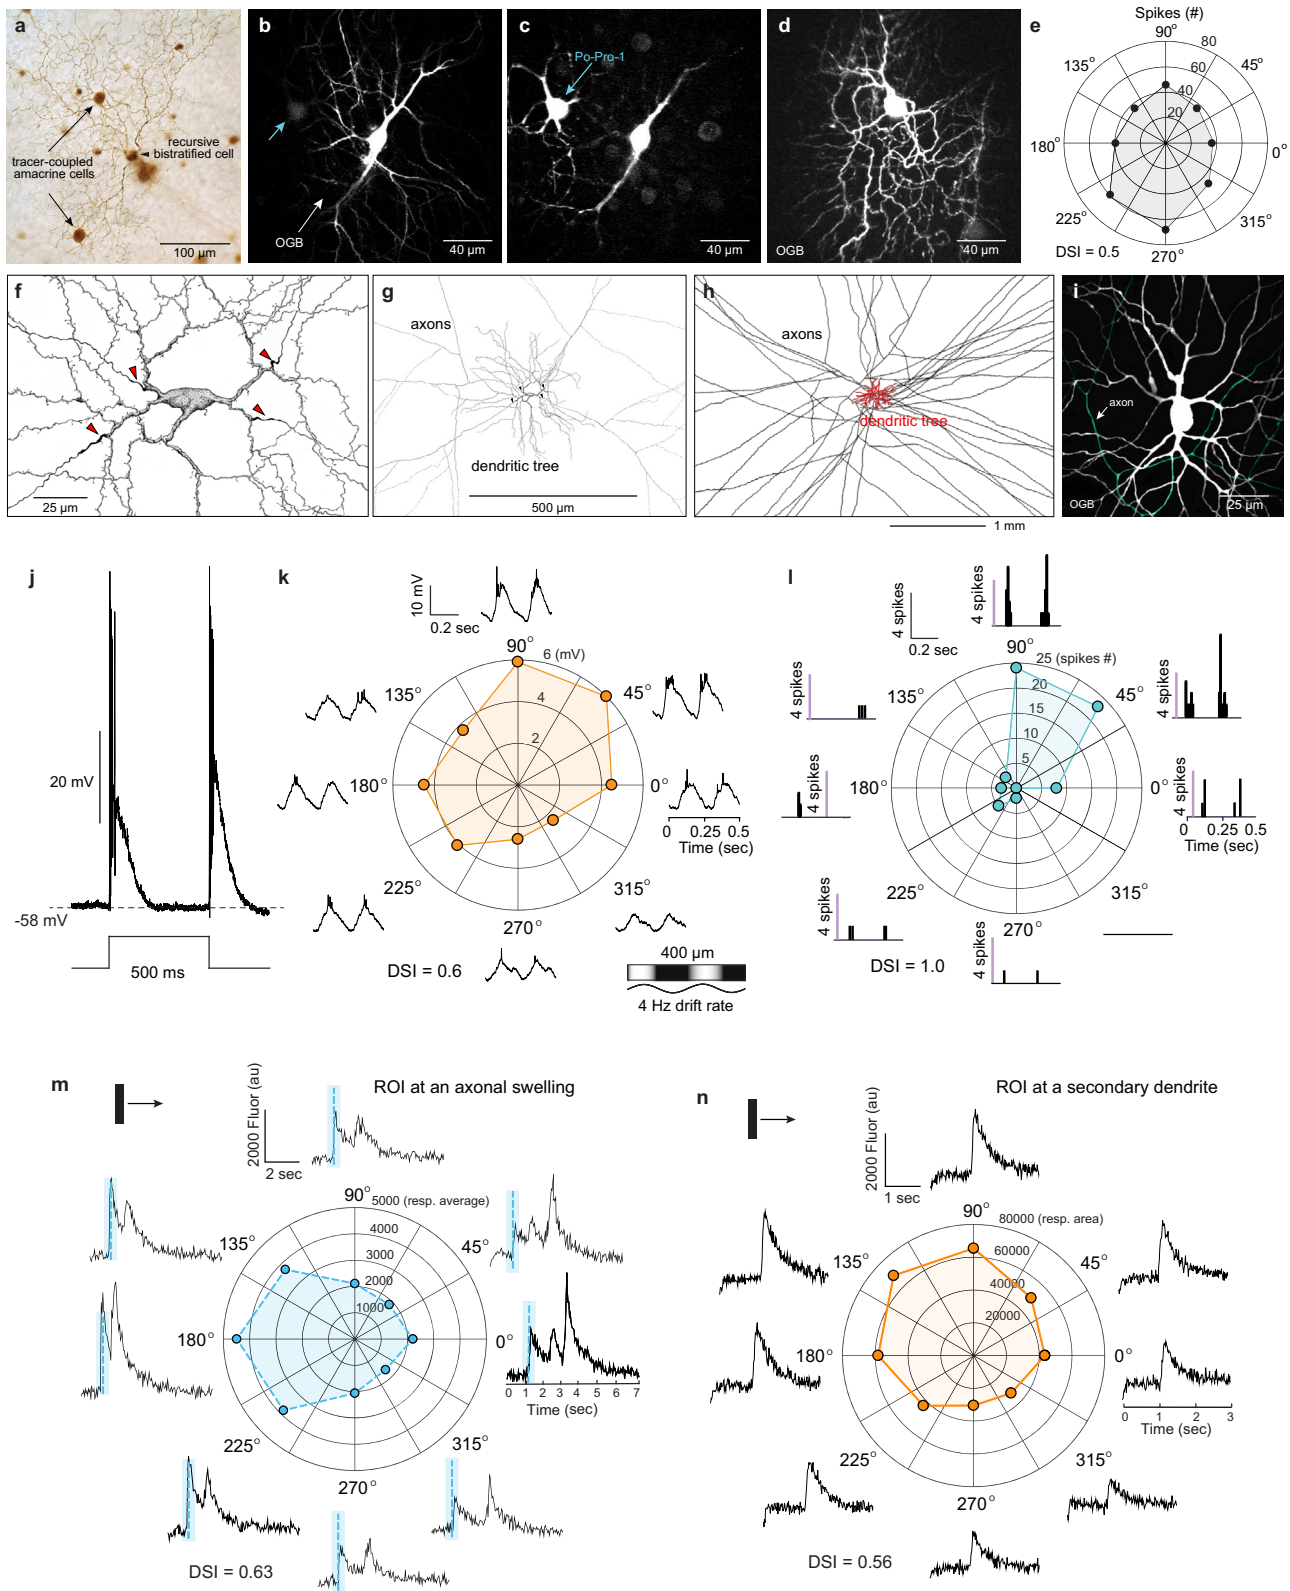 a
tracer-coupled
amacrine cells
recursive
bistratified cell
100 µm
b
OGB
40 µm
c
Po-Pro-1
40 µm
d
OGB
40 µm
e
Spikes (#)
90°
80
60
40
20
135°
45°
180°
0°
225°
315°
DSI = 0.5
270°
f
25 µm
g
axons
dendritic tree
500 µm
h
axons
dendritic tree
1 mm
i
axon
OGB
25 µm
j
20 mV
-58 mV
500 ms
k
10 mV
0.2 sec
90°
6 (mV)
4
2
135°
45°
180°
0°
0 0.25 0.5
Time (sec)
225°
315°
270°
DSI = 0.6
400 µm
4 Hz drift rate
l
4 spikes
0.2 sec
4 spikes
90°
25 (spikes #)
20
15
10
5
4 spikes
135°
45°
4 spikes
180°
4 spikes
0°
4 spikes
0 0.25 0.5
Time (sec)
225°
315°
4 spikes
270°
4 spikes
DSI = 1.0
m
ROI at an axonal swelling
2000 Fluor (au)
2 sec
90°
5000 (resp. average)
4000
3000
2000
1000
135°
45°
180°
0°
0 1 2 3 4 5 6 7
Time (sec)
225°
315°
270°
DSI = 0.63
n
ROI at a secondary dendrite
2000 Fluor (au)
1 sec
90°
80000 (resp. area)
60000
40000
20000
135°
45°
180°
0°
0 1 2 3
Time (sec)
225°
315°
270°
DSI = 0.56